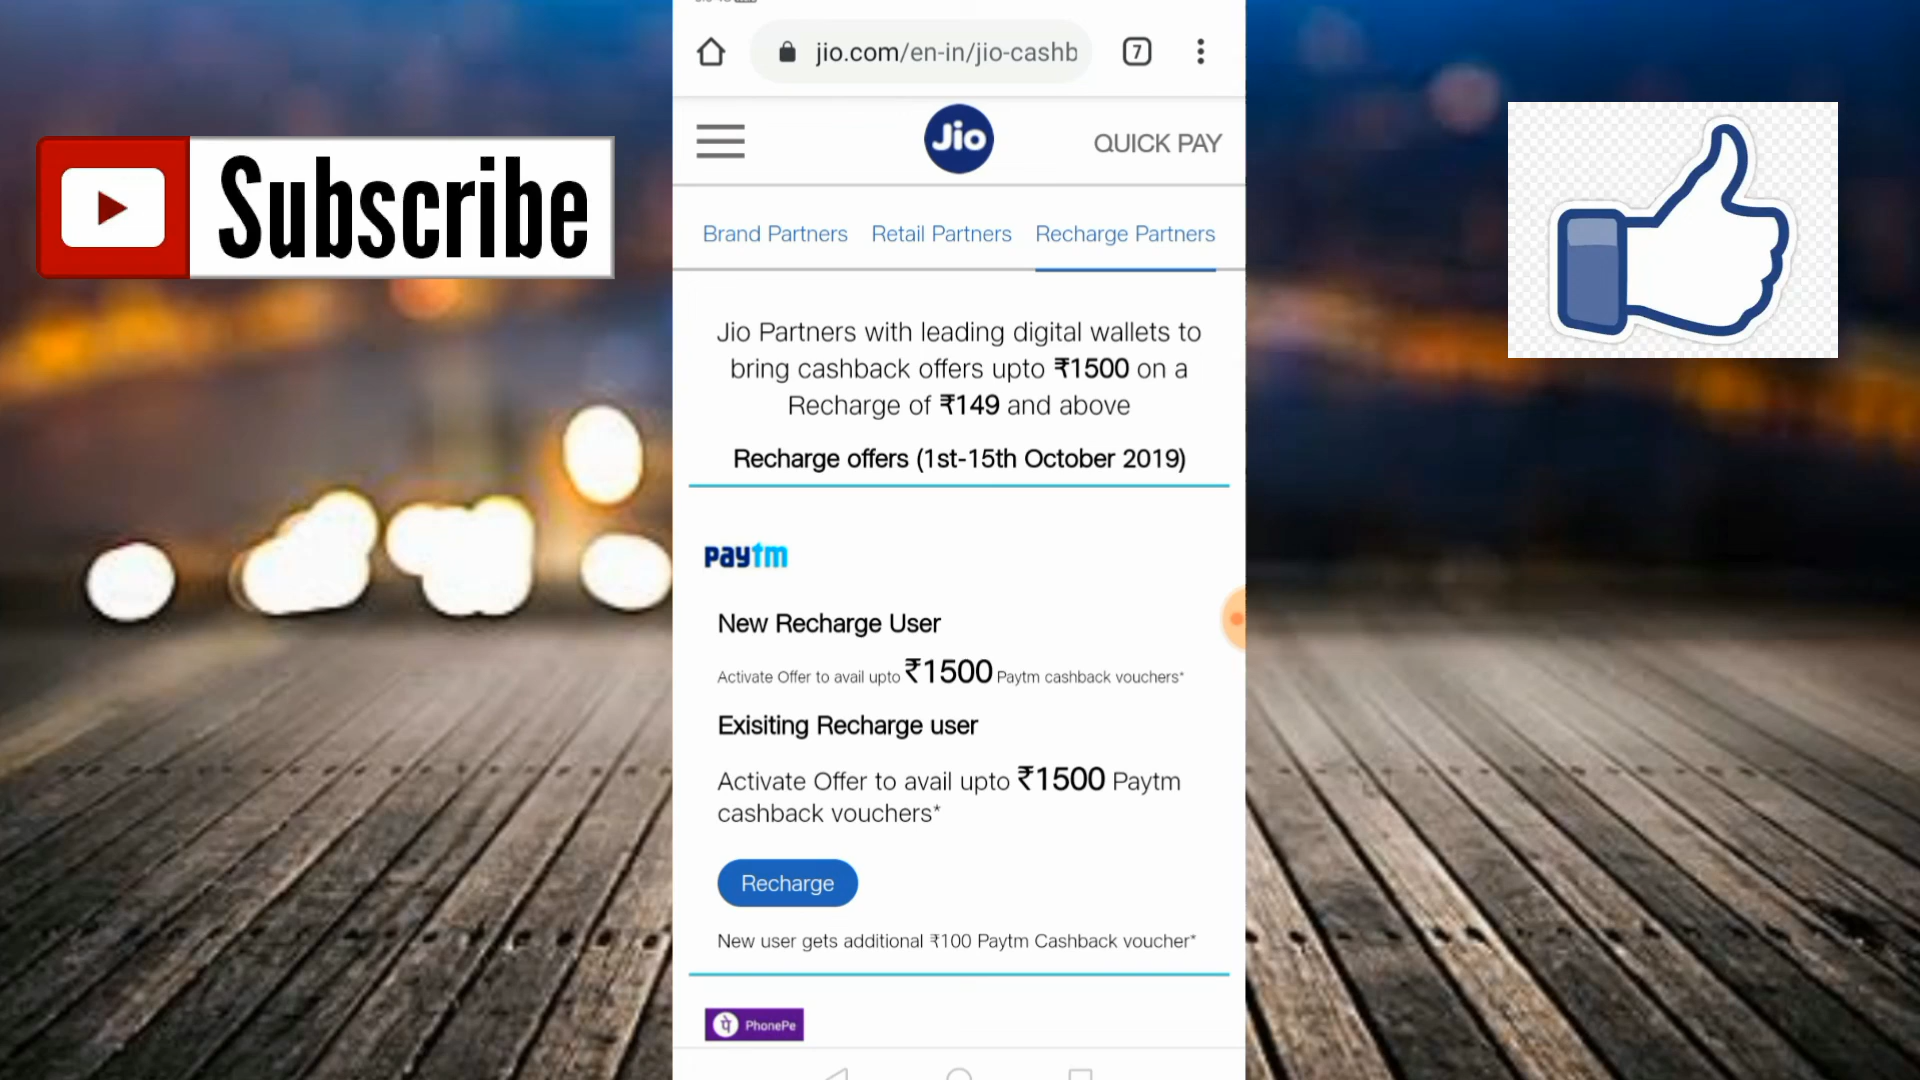 jio.com/en-in/jio-cashb
7
Jio
QUICK PAY
Subscribe
Brand Partners Retail Partners Recharge Partners
Jio Partners with leading digital wallets to
bring cashback offers upto ₹1500 on a
Recharge of ₹149 and above
Recharge offers (1st-15th October 2019)
paytm
New Recharge User
Activate Offer to avail upto ₹1500 Paytm cashback vouchers*
Exisiting Recharge user
Activate Offer to avail upto ₹1500 Paytm
cashback vouchers*
Recharge
New user gets additional ₹100 Paytm Cashback voucher*
पे PhonePe